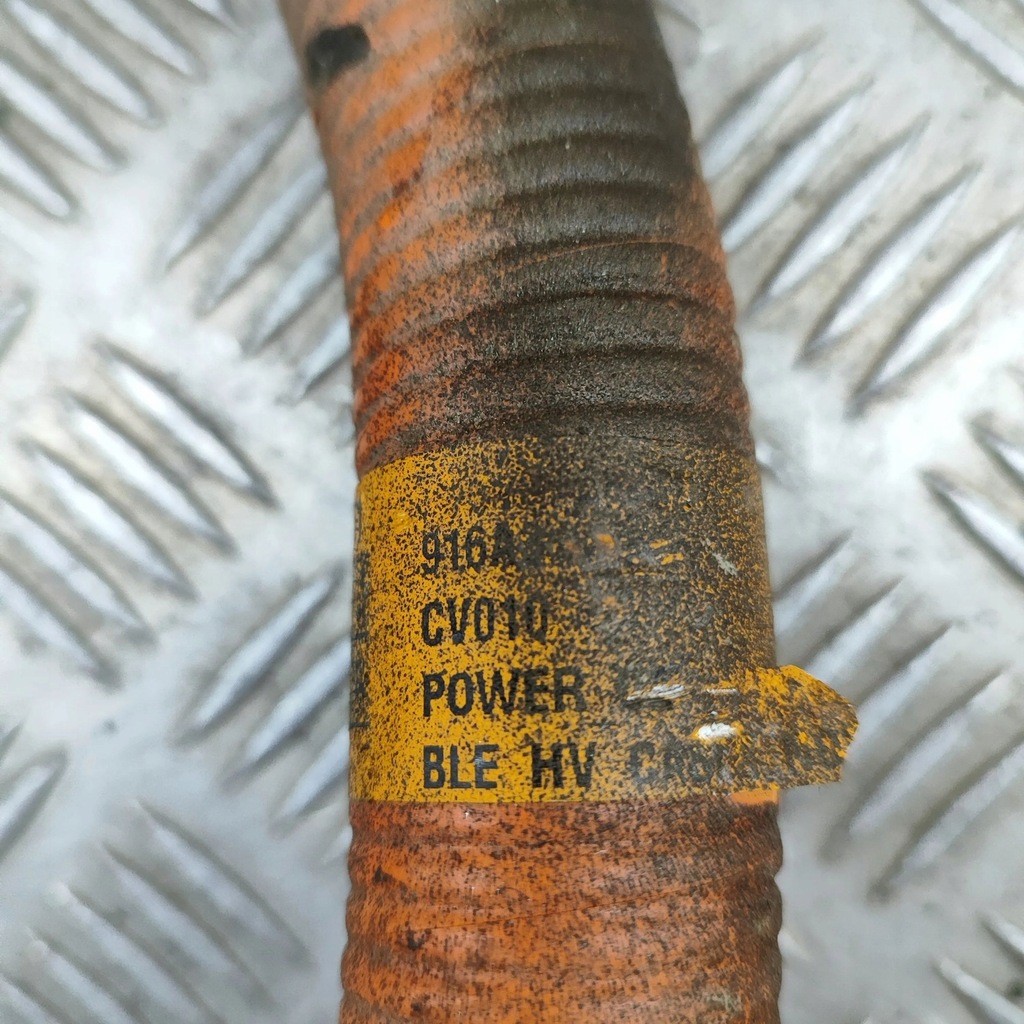 916A
CV010
POWER
BLE HV